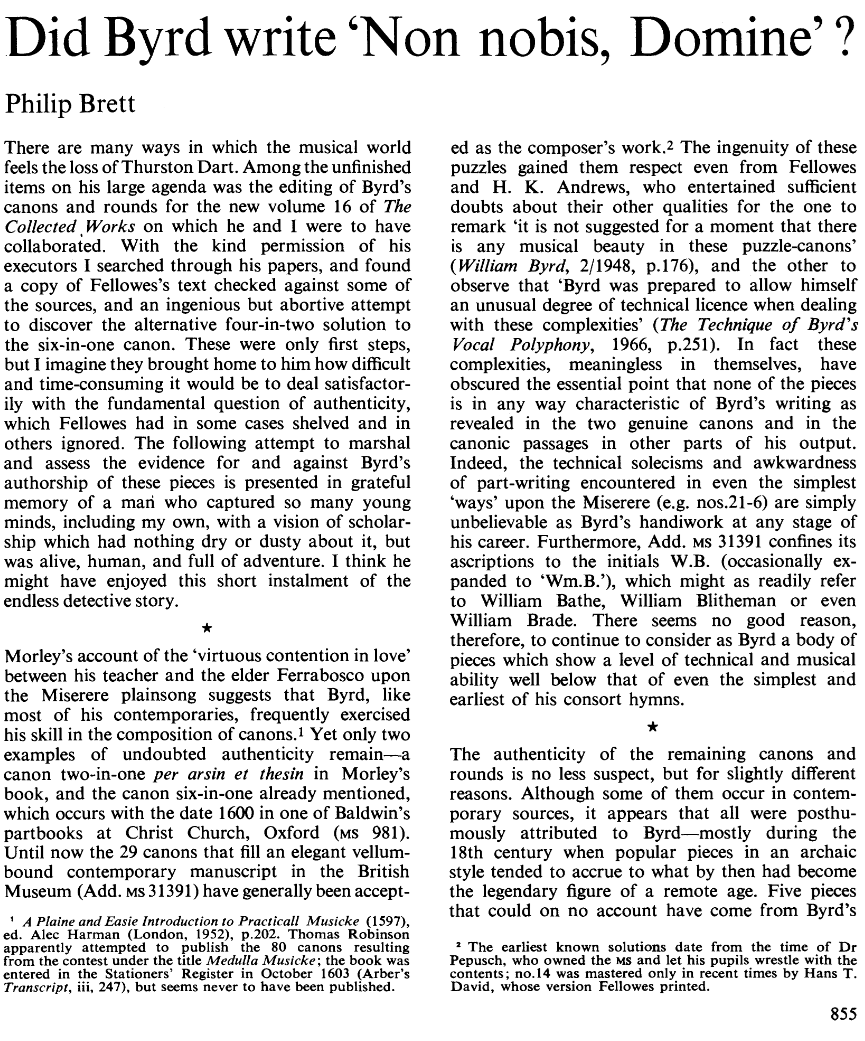 Did Byrd write ‘Non nobis, Domine’ ?
Philip Brett
There are many ways in which the musical world
feels the loss of Thurston Dart. Among the unfinished
items on his large agenda was the editing of Byrd's
canons and rounds for the new volume 16 of The
Collected Works on which he and I were to have
collaborated. With the kind permission of his
executors I searched through his papers, and found
a copy of Fellowes's text checked against some of
the sources, and an ingenious but abortive attempt
to discover the alternative four-in-two solution to
the six-in-one canon. These were only first steps,
but I imagine they brought home to him how difficult
and time-consuming it would be to deal satisfactor-
ily with the fundamental question of authenticity,
which Fellowes had in some cases shelved and in
others ignored. The following attempt to marshal
and assess the evidence for and against Byrd's
authorship of these pieces is presented in grateful
memory of a man who captured so many young
minds, including my own, with a vision of scholar-
ship which had nothing dry or dusty about it, but
was alive, human, and full of adventure. I think he
might have enjoyed this short instalment of the
endless detective story.
★
Morley's account of the ‘virtuous contention in love’
between his teacher and the elder Ferrabosco upon
the Miserere plainsong suggests that Byrd, like
most of his contemporaries, frequently exercised
his skill in the composition of canons.¹ Yet only two
examples of undoubted authenticity remain—a
canon two-in-one per arsin et thesin in Morley's
book, and the canon six-in-one already mentioned,
which occurs with the date 1600 in one of Baldwin's
partbooks at Christ Church, Oxford (MS 981).
Until now the 29 canons that fill an elegant vellum-
bound contemporary manuscript in the British
Museum (Add. MS 31391) have generally been accept-
¹ A Plaine and Easie Introduction to Practicall Musicke (1597),
ed. Alec Harman (London, 1952), p.202. Thomas Robinson
apparently attempted to publish the 80 canons resulting
from the contest under the title Medulla Musicke; the book was
entered in the Stationers' Register in October 1603 (Arber's
Transcript, iii, 247), but seems never to have been published.
ed as the composer's work.² The ingenuity of these
puzzles gained them respect even from Fellowes
and H. K. Andrews, who entertained sufficient
doubts about their other qualities for the one to
remark ‘it is not suggested for a moment that there
is any musical beauty in these puzzle-canons’
(William Byrd, 2/1948, p.176), and the other to
observe that ‘Byrd was prepared to allow himself
an unusual degree of technical licence when dealing
with these complexities’ (The Technique of Byrd's
Vocal Polyphony, 1966, p.251). In fact these
complexities, meaningless in themselves, have
obscured the essential point that none of the pieces
is in any way characteristic of Byrd's writing as
revealed in the two genuine canons and in the
canonic passages in other parts of his output.
Indeed, the technical solecisms and awkwardness
of part-writing encountered in even the simplest
‘ways’ upon the Miserere (e.g. nos.21-6) are simply
unbelievable as Byrd's handiwork at any stage of
his career. Furthermore, Add. MS 31391 confines its
ascriptions to the initials W.B. (occasionally ex-
panded to ‘Wm.B.’), which might as readily refer
to William Bathe, William Blitheman or even
William Brade. There seems no good reason,
therefore, to continue to consider as Byrd a body of
pieces which show a level of technical and musical
ability well below that of even the simplest and
earliest of his consort hymns.
★
The authenticity of the remaining canons and
rounds is no less suspect, but for slightly different
reasons. Although some of them occur in contem-
porary sources, it appears that all were posthu-
mously attributed to Byrd—mostly during the
18th century when popular pieces in an archaic
style tended to accrue to what by then had become
the legendary figure of a remote age. Five pieces
that could on no account have come from Byrd's
² The earliest known solutions date from the time of Dr
Pepusch, who owned the MS and let his pupils wrestle with the
contents; no.14 was mastered only in recent times by Hans T.
David, whose version Fellowes printed.
855